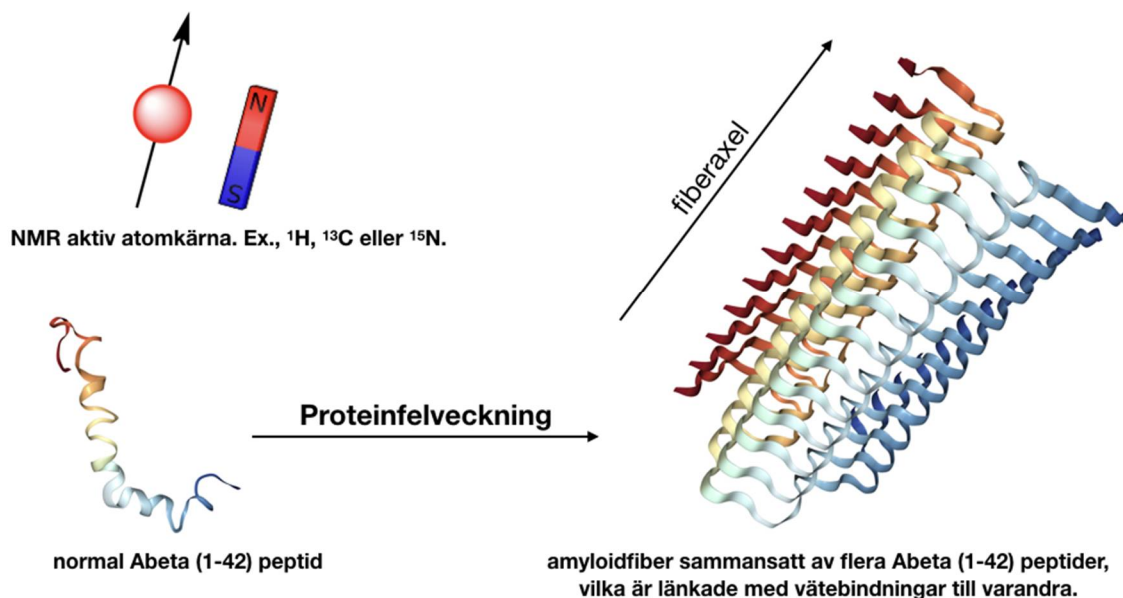 N
S
NMR aktiv atomkärna. Ex., ¹H, ¹³C eller ¹⁵N.
fiberaxel
Proteinfelveckning
normal Abeta (1-42) peptid
amyloidfiber sammansatt av flera Abeta (1-42) peptider,
vilka är länkade med vätebindningar till varandra.